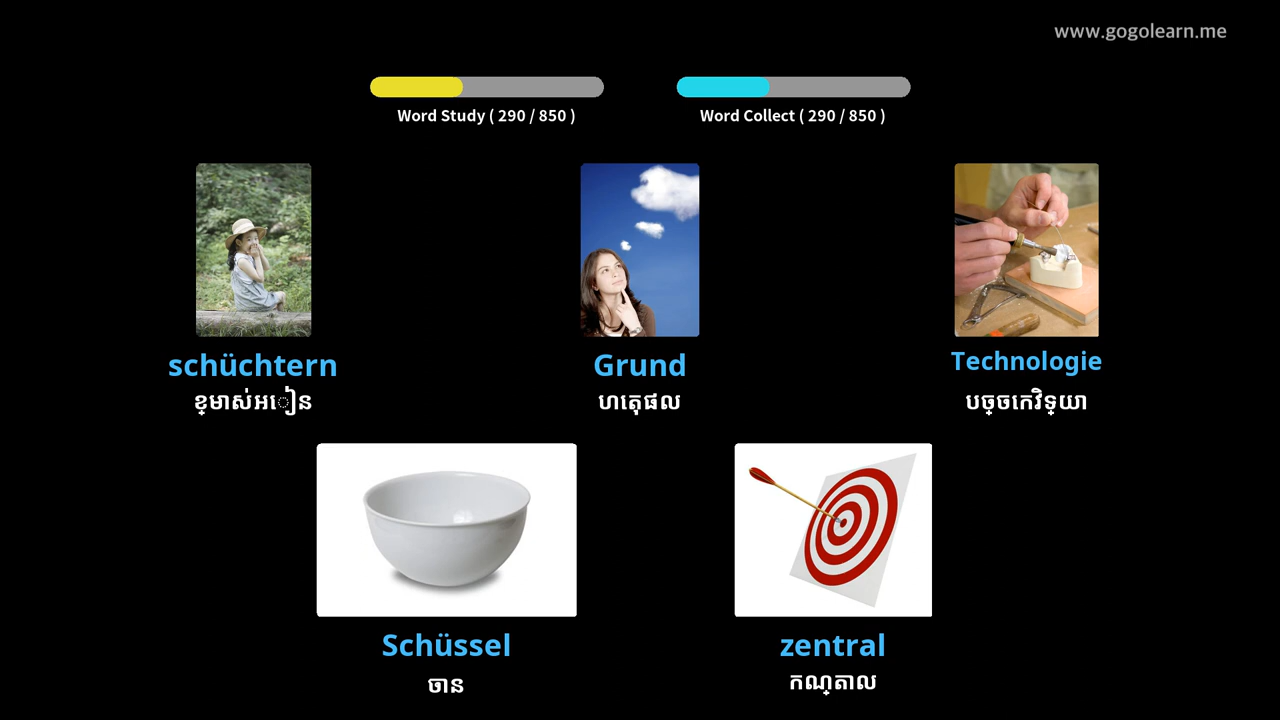 www.gogolearn.me
Word Study ( 290 / 850 )
Word Collect ( 290 / 850 )
schüchtern
ខ្មាស់អៀន
Grund
ហេតុផល
Technologie
បច្ចេកវិទ្យា
Schüssel
ចាន
zentral
កណ្តាល